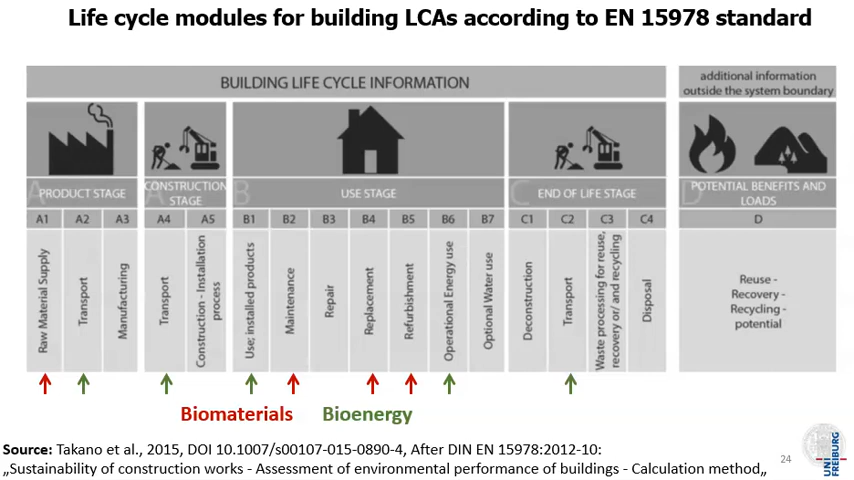 Life cycle modules for building LCAs according to EN 15978 standard
BUILDING LIFE CYCLE INFORMATION
additional information
outside the system boundary
A PRODUCT STAGE
A CONSTRUCTION
STAGE
B USE STAGE
C END OF LIFE STAGE
D POTENTIAL BENEFITS AND
LOADS
A1 A2 A3 A4 A5 B1 B2 B3 B4 B5 B6 B7 C1 C2 C3 C4 D
Raw Material Supply
Transport
Manufacturing
Transport
Construction - Installation
process
Use; installed products
Maintenance
Repair
Replacement
Refurbishment
Operational Energy use
Optional Water use
Deconstruction
Transport
Waste processing for reuse,
recovery or/ and recycling
Disposal
Reuse -
Recovery -
Recycling -
potential
Biomaterials Bioenergy
Source: Takano et al., 2015, DOI 10.1007/s00107-015-0890-4, After DIN EN 15978:2012-10:
„Sustainability of construction works - Assessment of environmental performance of buildings - Calculation method„
24
UNI
FREIBURG